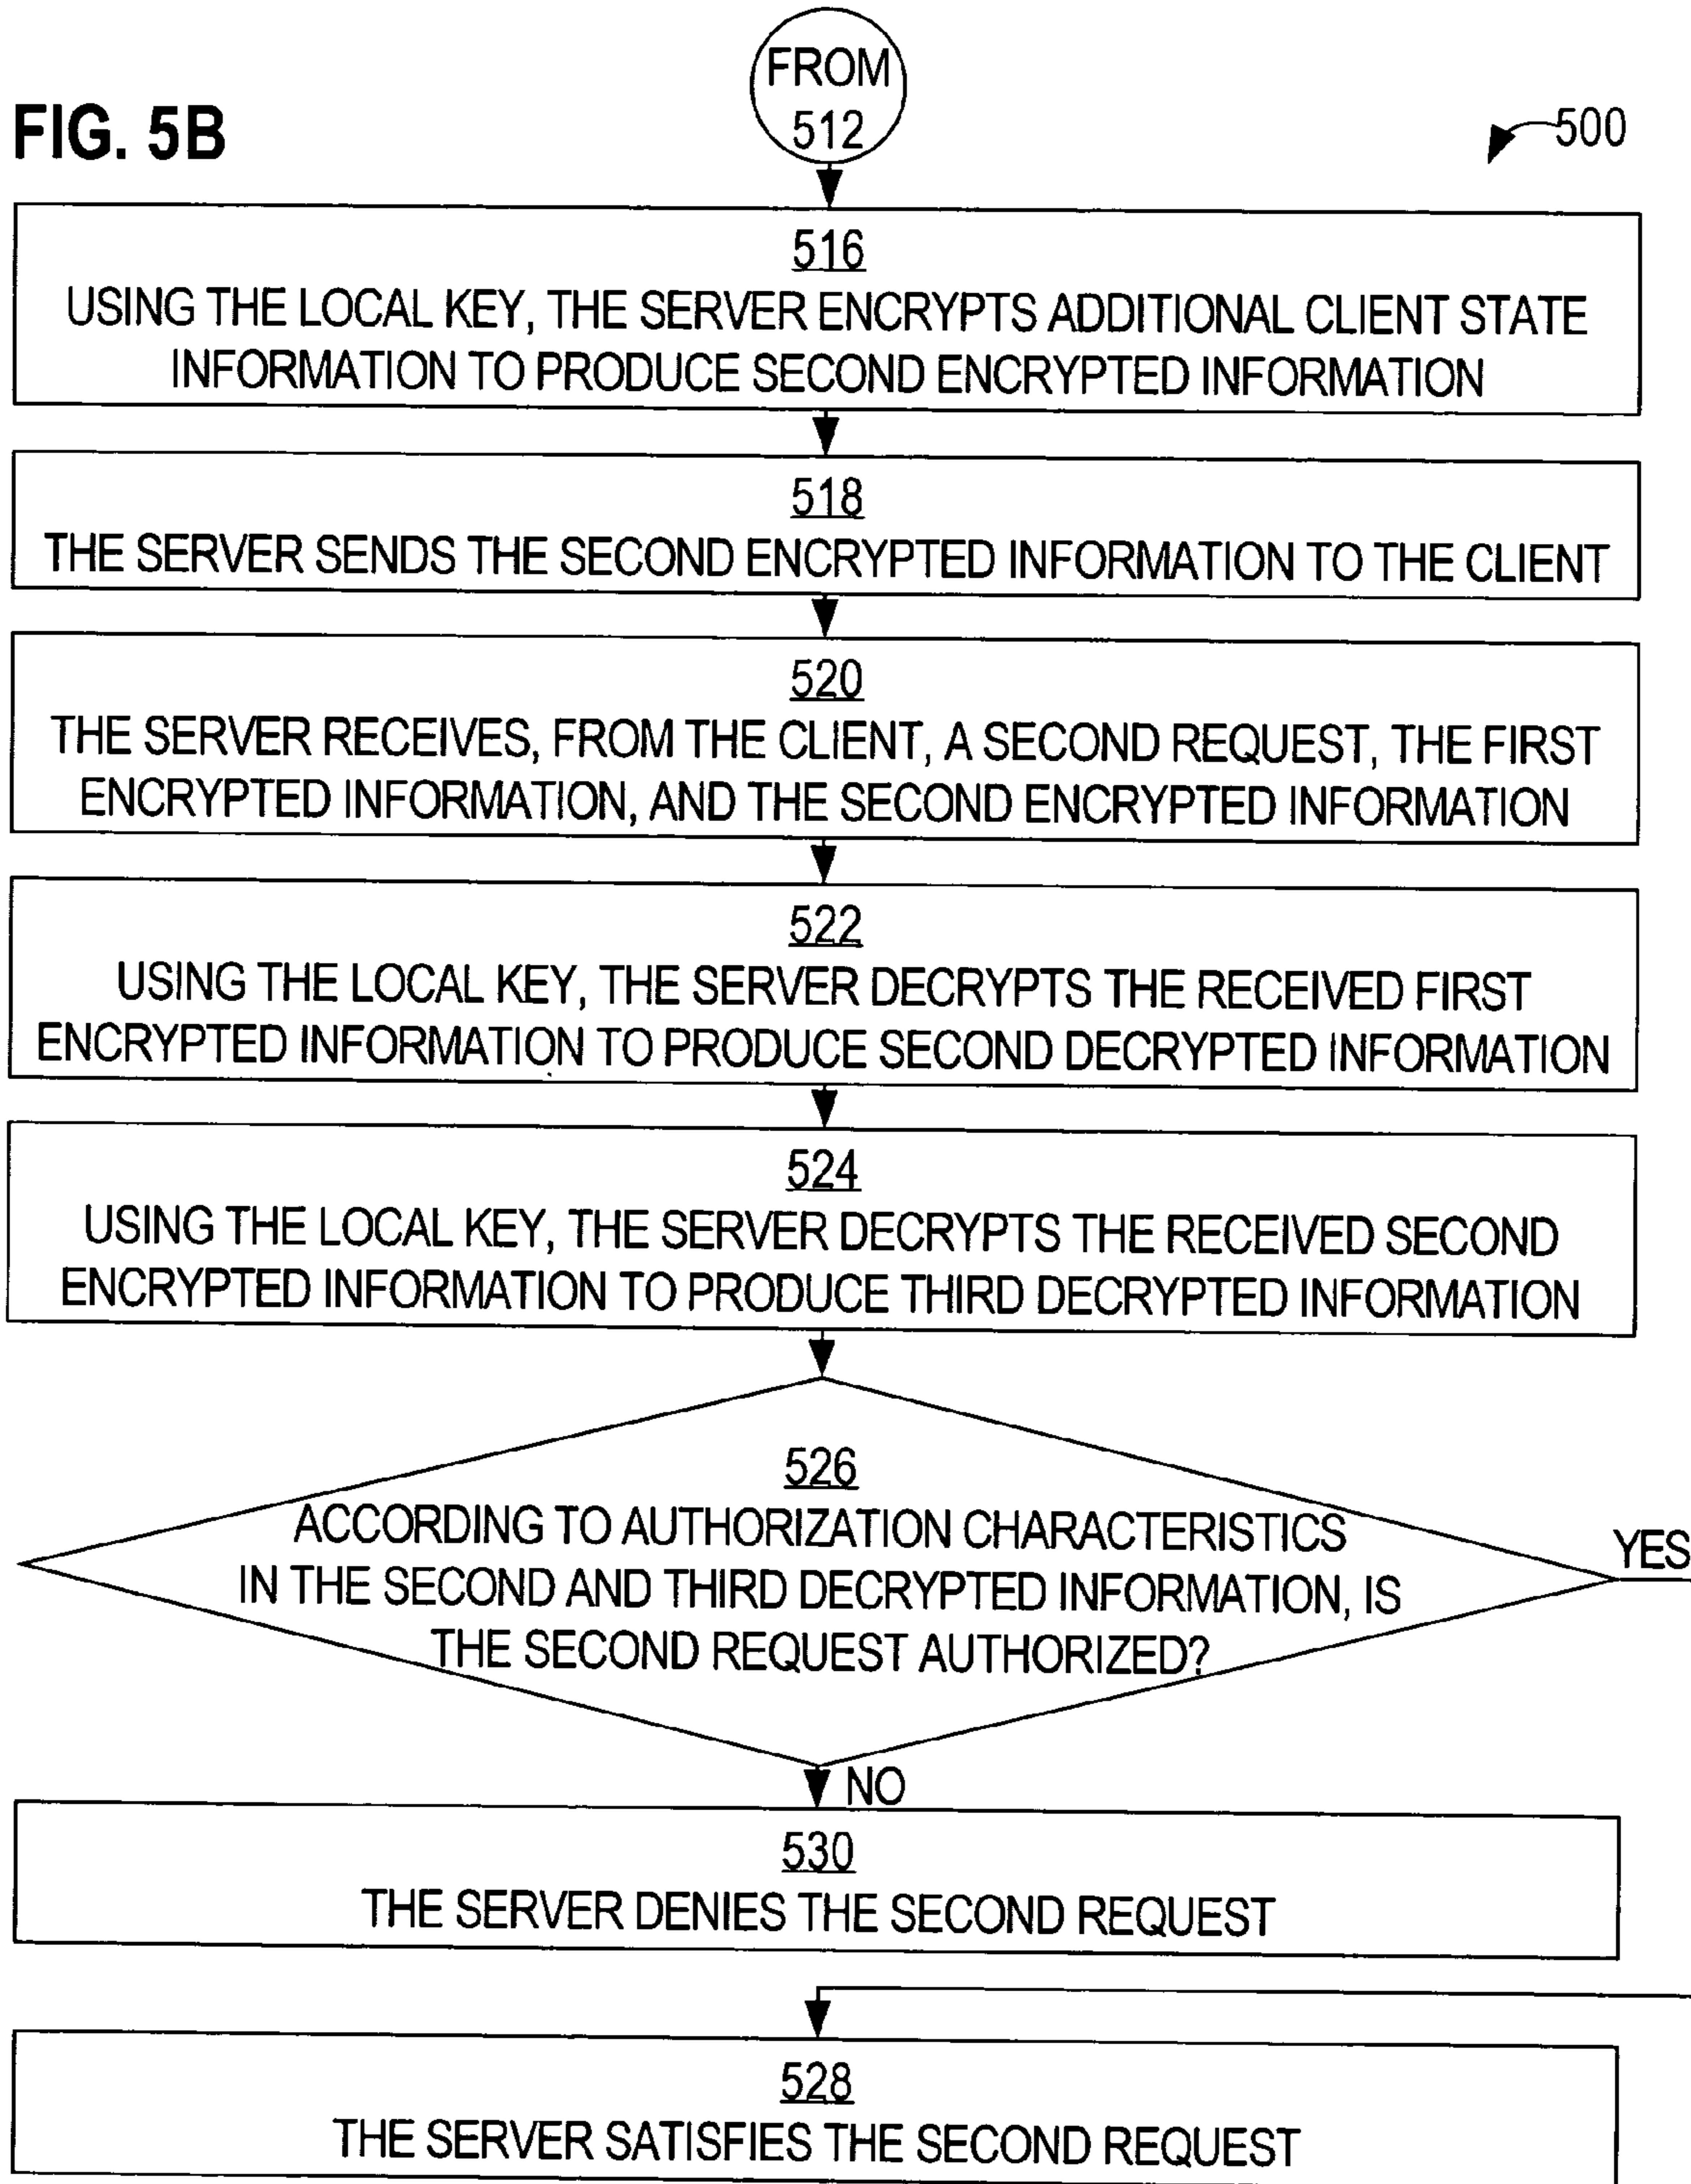 FROM
512
FIG. 5B
500
516
USING THE LOCAL KEY, THE SERVER ENCRYPTS ADDITIONAL CLIENT STATE
INFORMATION TO PRODUCE SECOND ENCRYPTED INFORMATION
518
THE SERVER SENDS THE SECOND ENCRYPTED INFORMATION TO THE CLIENT
520
THE SERVER RECEIVES, FROM THE CLIENT, A SECOND REQUEST, THE FIRST
ENCRYPTED INFORMATION, AND THE SECOND ENCRYPTED INFORMATION
522
USING THE LOCAL KEY, THE SERVER DECRYPTS THE RECEIVED FIRST
ENCRYPTED INFORMATION TO PRODUCE SECOND DECRYPTED INFORMATION
524
USING THE LOCAL KEY, THE SERVER DECRYPTS THE RECEIVED SECOND
ENCRYPTED INFORMATION TO PRODUCE THIRD DECRYPTED INFORMATION
526
ACCORDING TO AUTHORIZATION CHARACTERISTICS
IN THE SECOND AND THIRD DECRYPTED INFORMATION, IS
THE SECOND REQUEST AUTHORIZED?
YES
NO
530
THE SERVER DENIES THE SECOND REQUEST
528
THE SERVER SATISFIES THE SECOND REQUEST